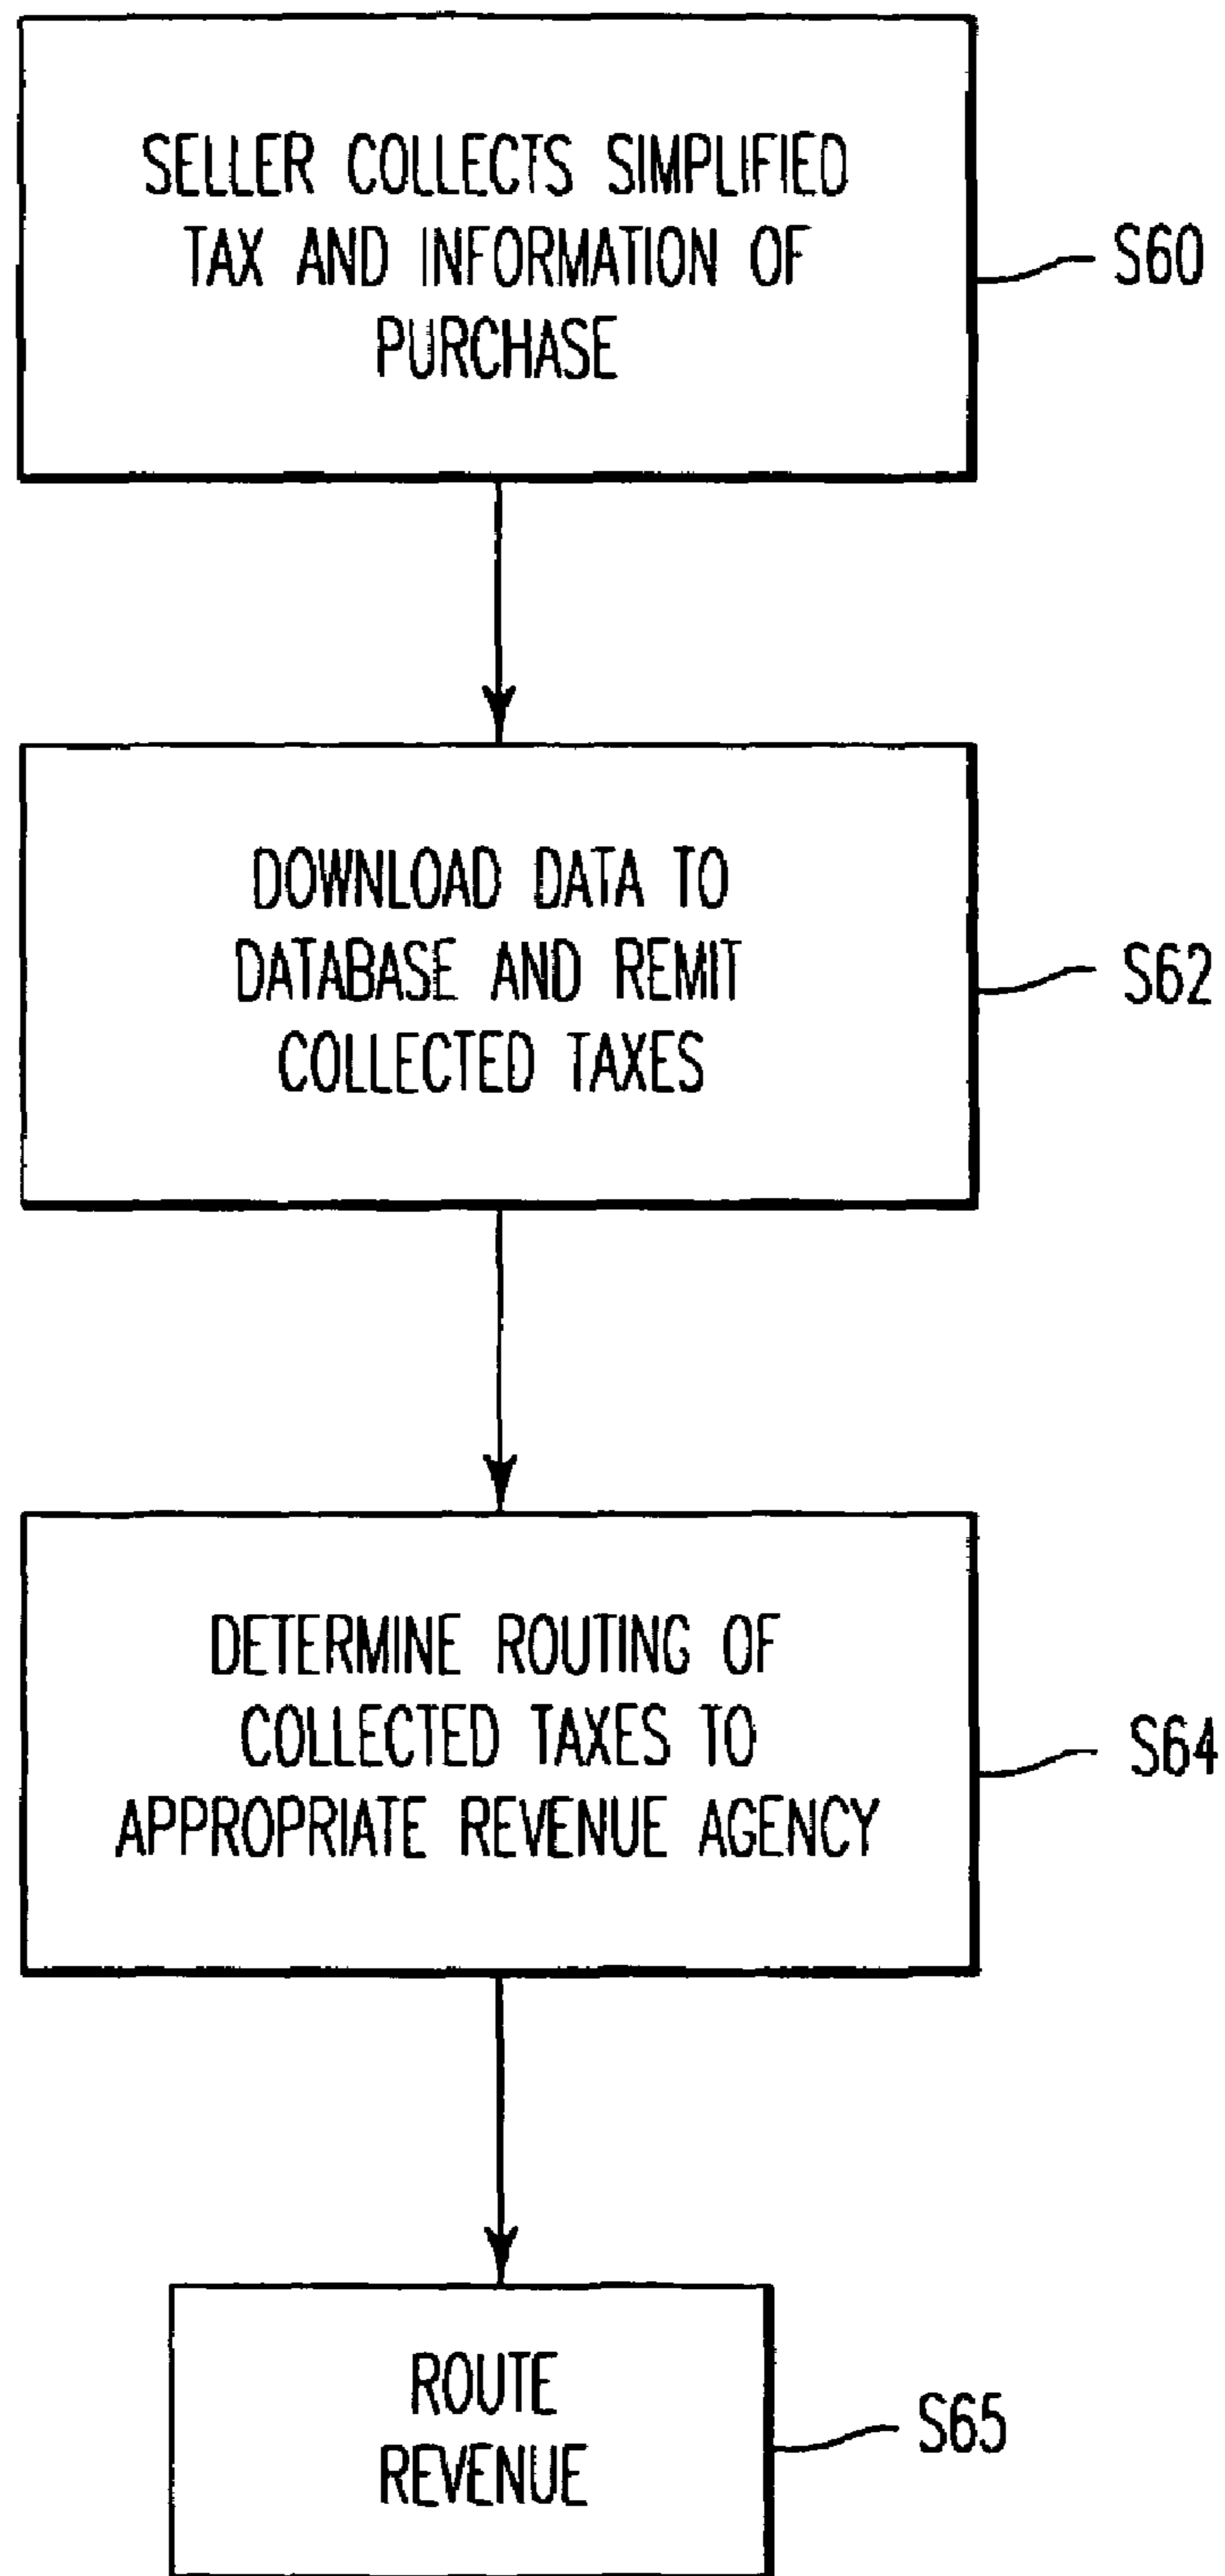 SELLER COLLECTS SIMPLIFIED
TAX AND INFORMATION OF
PURCHASE
S60
DOWNLOAD DATA TO
DATABASE AND REMIT
COLLECTED TAXES
S62
DETERMINE ROUTING OF
COLLECTED TAXES TO
APPROPRIATE REVENUE AGENCY
S64
ROUTE
REVENUE
S65